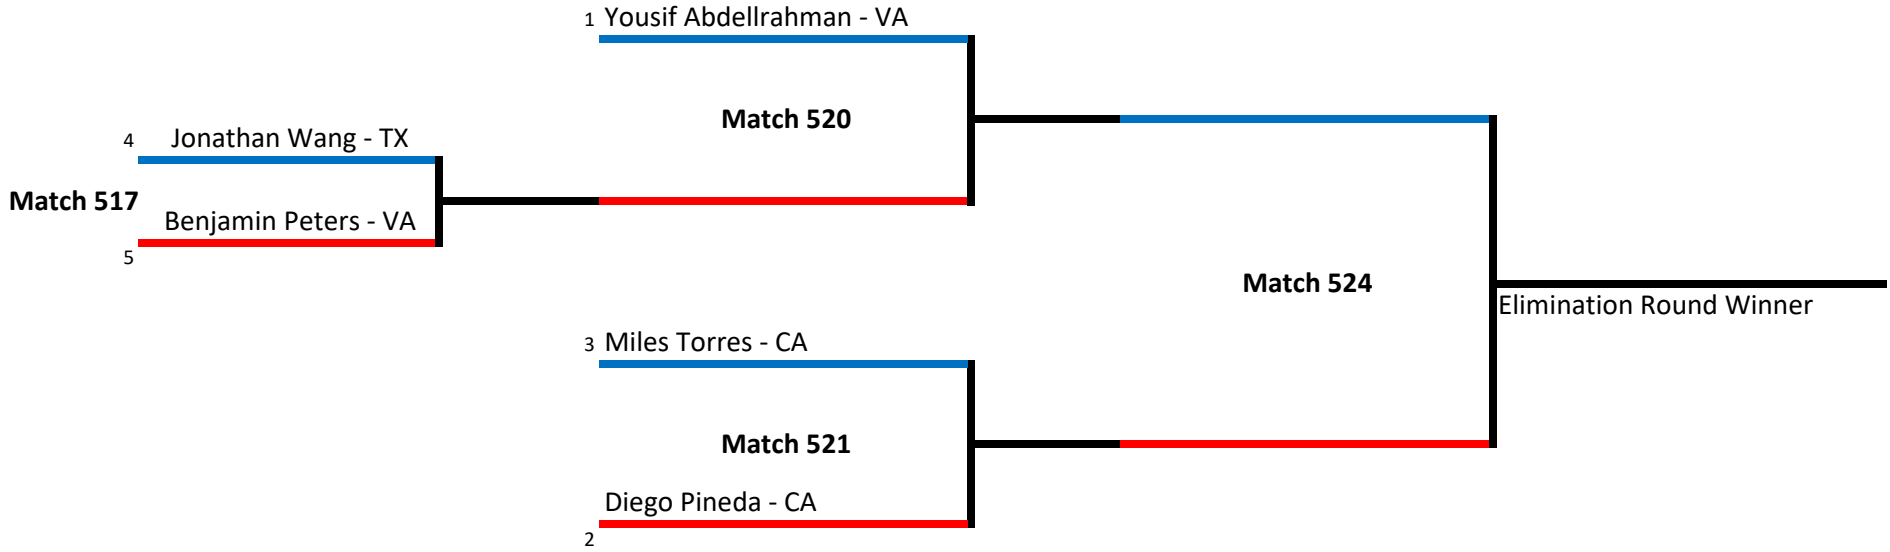 1 Yousif Abdellrahman - VA
Match 520
4 Jonathan Wang - TX
Match 517
Benjamin Peters - VA
5
Match 524
Elimination Round Winner
3 Miles Torres - CA
Match 521
Diego Pineda - CA
2